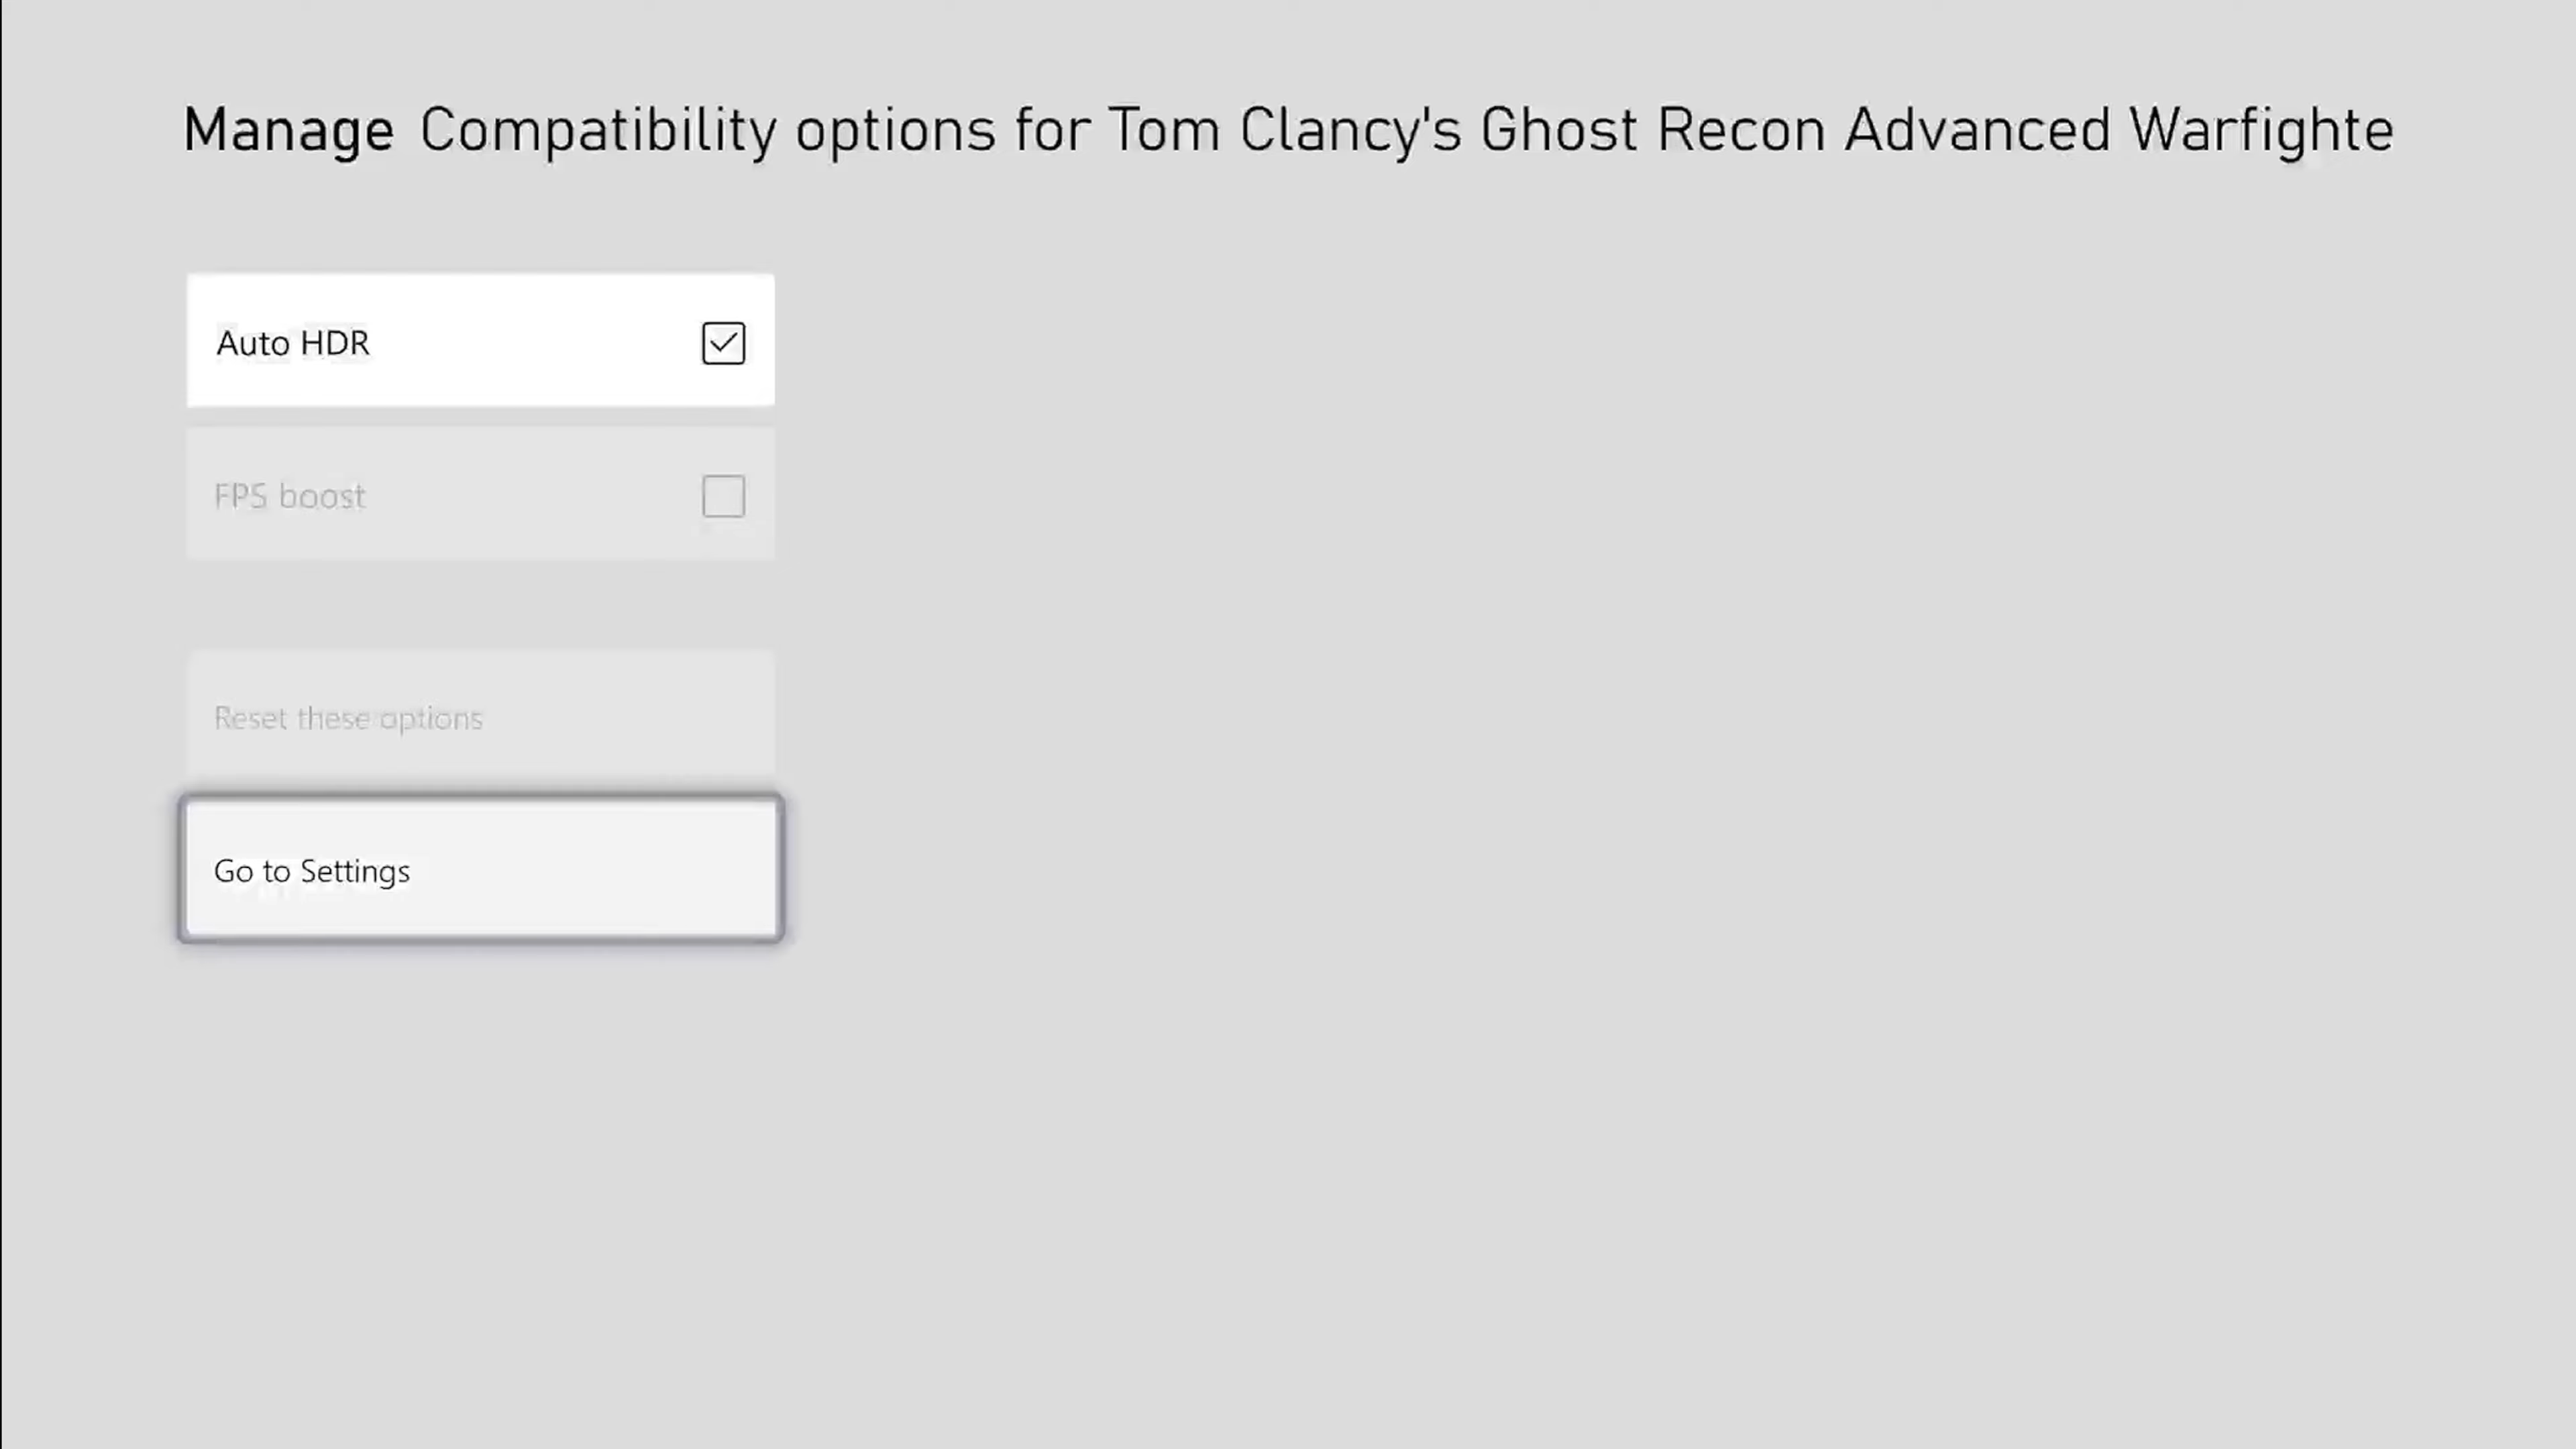 Manage Compatibility options for Tom Clancy's Ghost Recon Advanced Warfighte
Auto HDR
FPS boost
Reset these options
Go to Settings